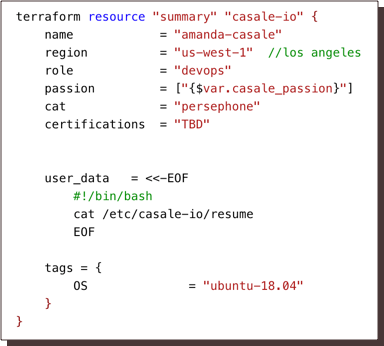 terraform resource "summary" "casale-io" {
name = "amanda-casale"
region = "us-west-1" //los angeles
role = "devops"
passion = ["{$var.casale_passion}"]
cat = "persephone"
certifications = "TBD"
user_data = <<-EOF
#!/bin/bash
cat /etc/casale-io/resume
EOF
tags = {
OS = "ubuntu-18.04"
}
}